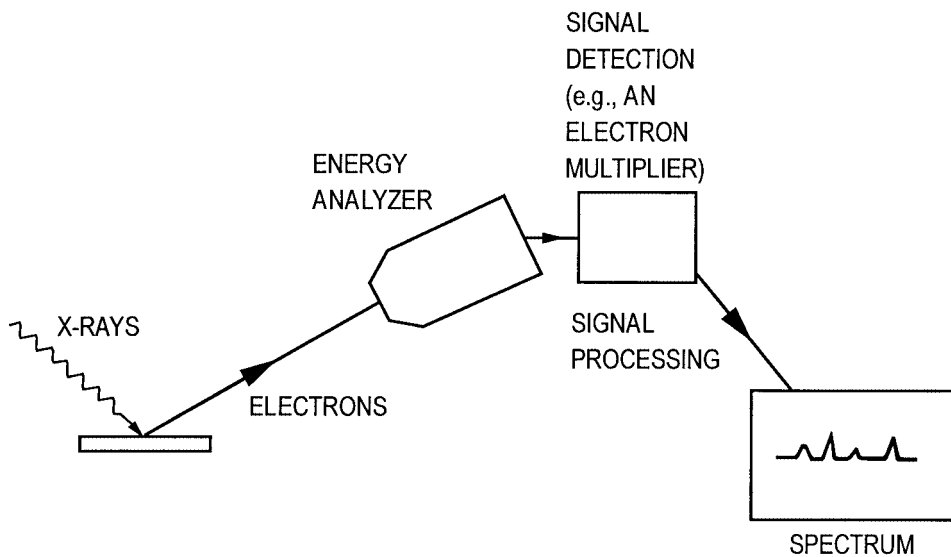 SIGNAL
DETECTION
(e.g., AN
ELECTRON
MULTIPLIER)
ENERGY
ANALYZER
X-RAYS
SIGNAL
PROCESSING
ELECTRONS
SPECTRUM